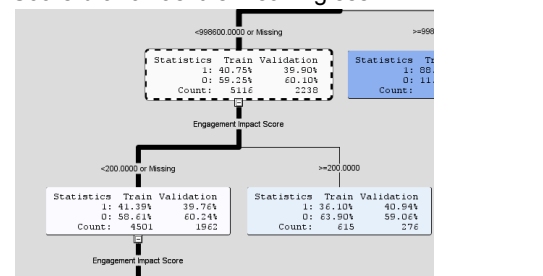 <998600.0000 or Missing
>=998
Statistics Train Validation
1: 40.75% 39.90%
0: 59.25% 60.10%
Count: 5116 2238
Statistics
1: 88.
0: 11.
Count:
Engagement Impact Score
<200.0000 or Missing
>=200.0000
Statistics Train Validation
1: 41.39% 39.76%
0: 58.61% 60.24%
Count: 4501 1962
Statistics Train Validation
1: 36.10% 40.94%
0: 63.90% 59.06%
Count: 615 276
Engagement Impact Score